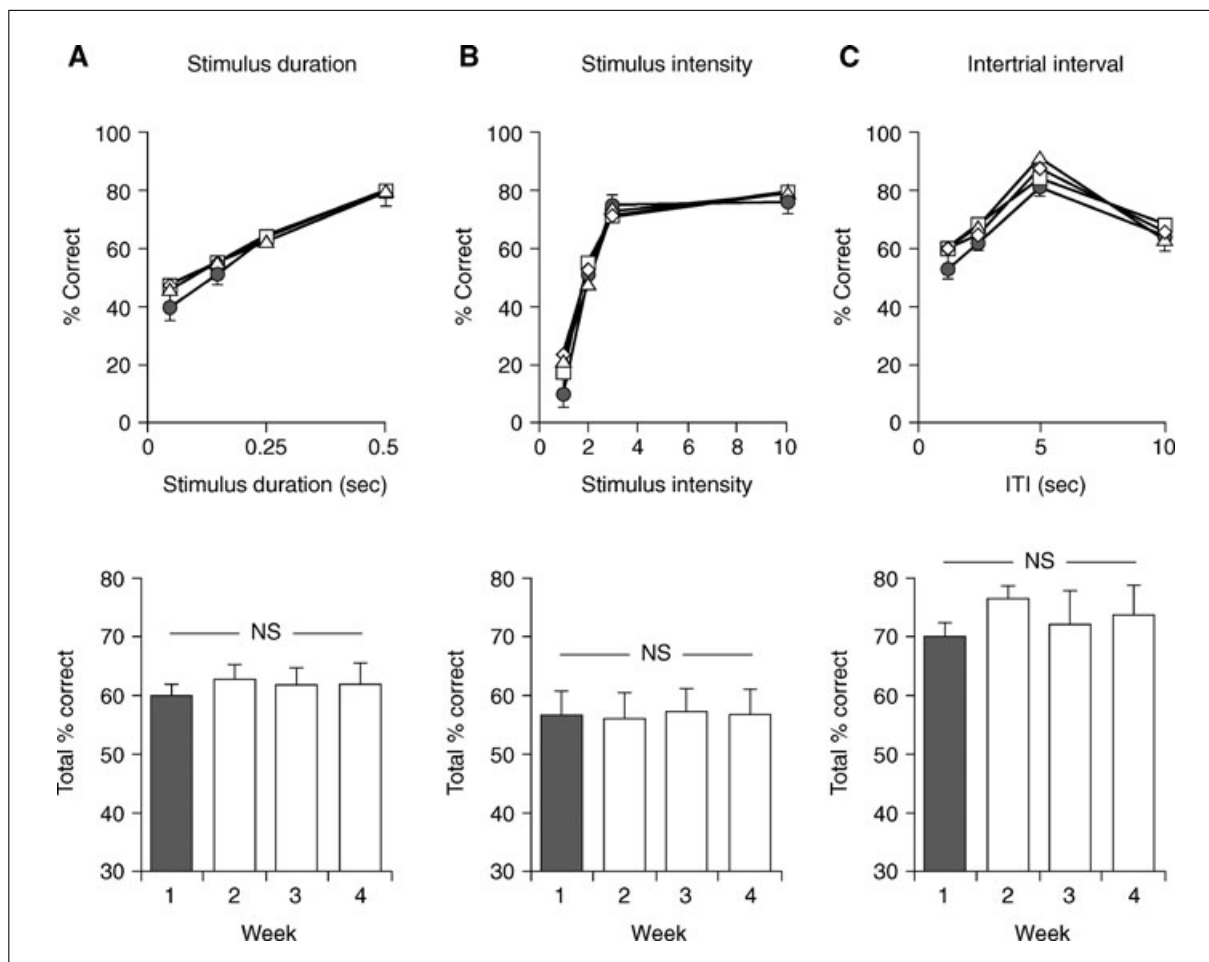 A Stimulus duration
B Stimulus intensity
C Intertrial interval
% Correct
100
80
60
40
20
0
0 0.25 0.5
Stimulus duration (sec)
% Correct
100
80
60
40
20
0
0 2 4 6 8 10
Stimulus intensity
% Correct
100
80
60
40
20
0
0 5 10
ITI (sec)
Total % correct
80
70
60
50
40
30
NS
1 2 3 4
Week
Total % correct
80
70
60
50
40
30
NS
1 2 3 4
Week
Total % correct
80
70
60
50
40
30
NS
1 2 3 4
Week